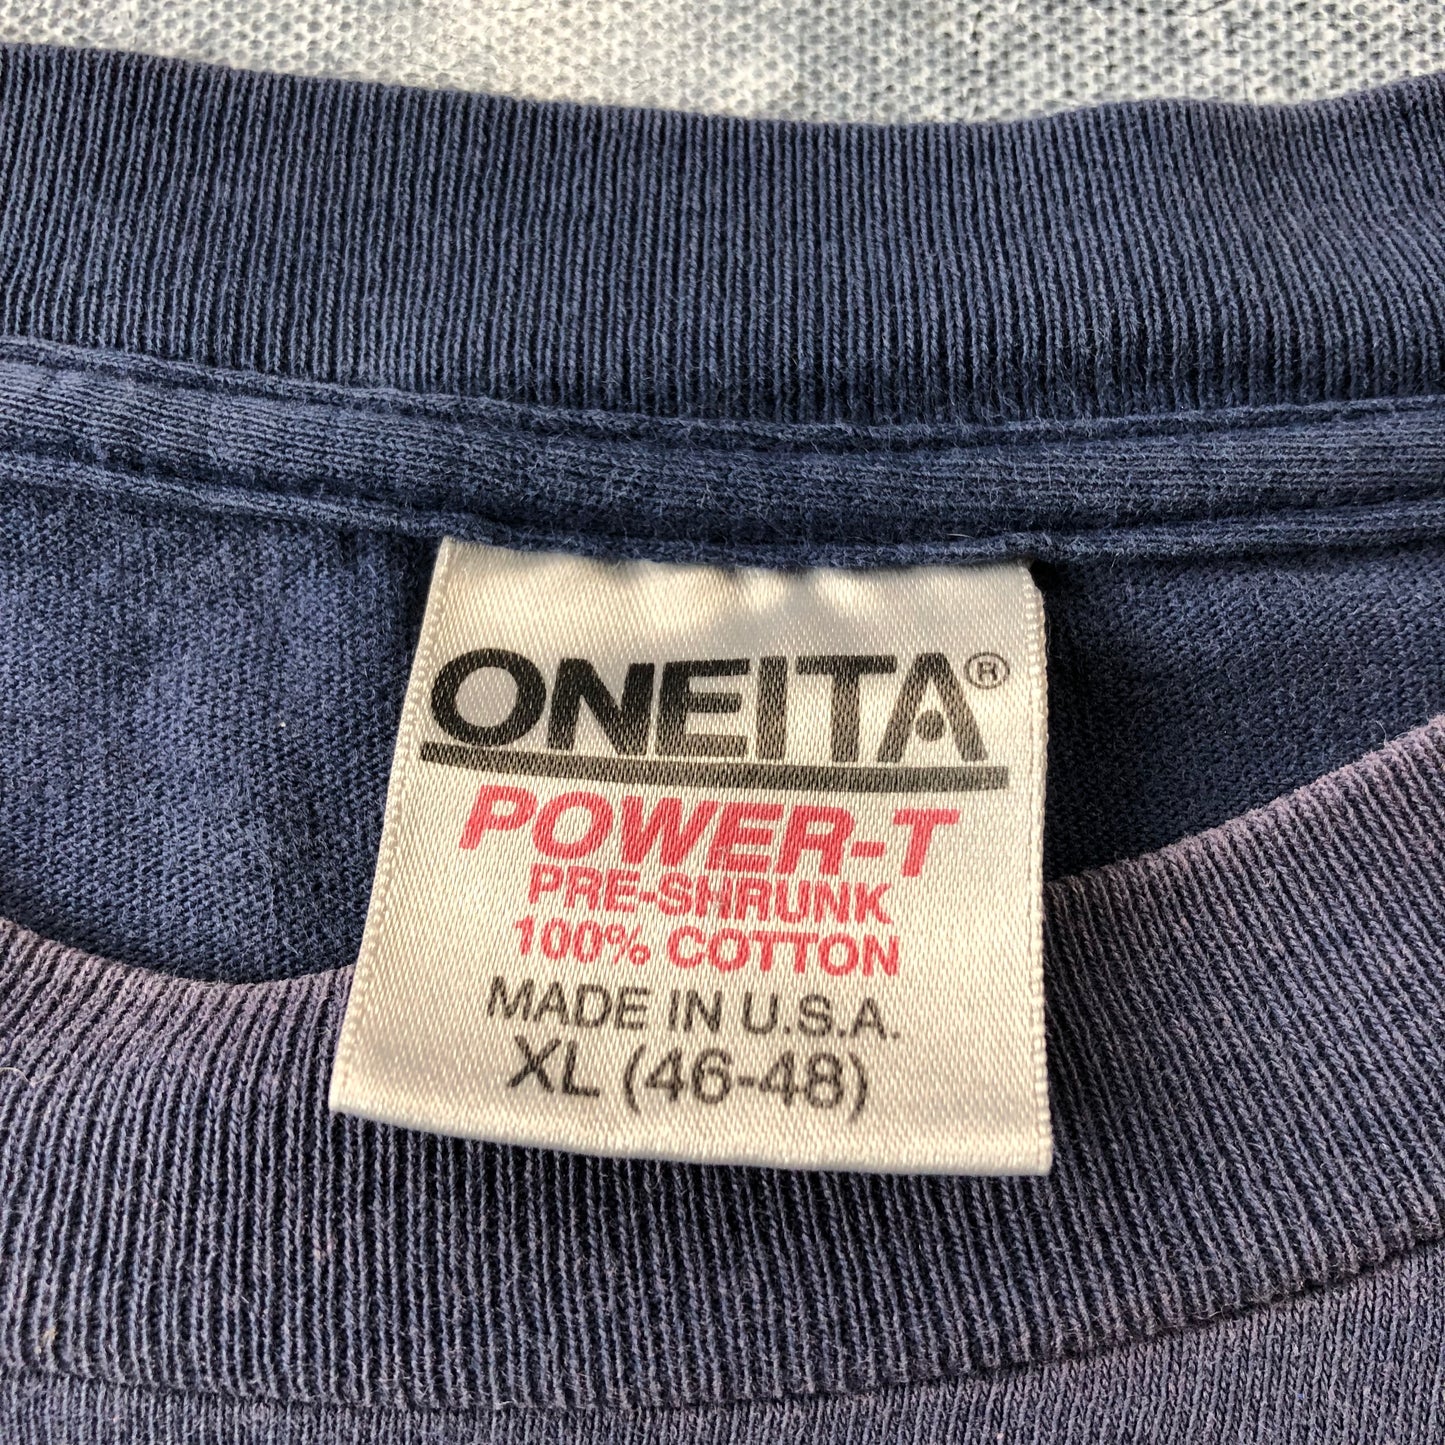 ONEITA®
POWER-T
PRE-SHRUNK
100% COTTON
MADE IN U.S.A.
XL (46-48)